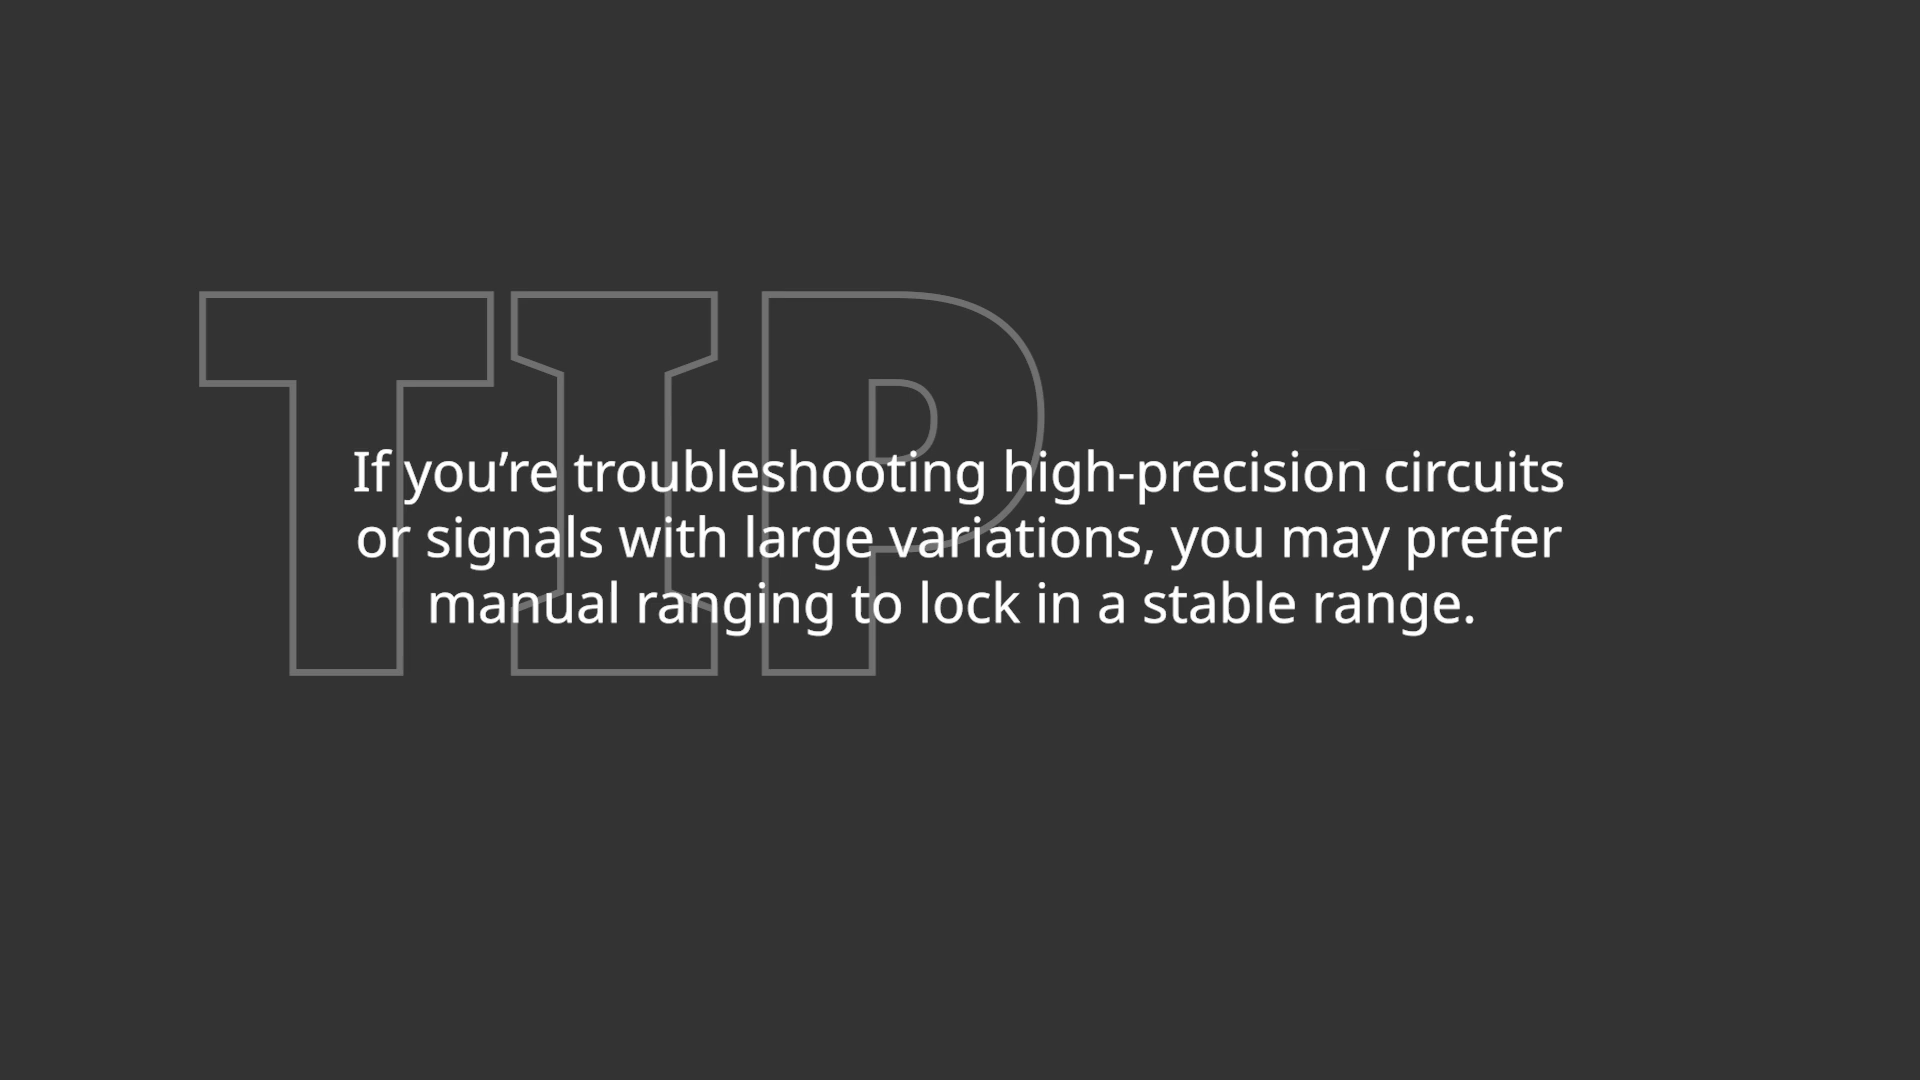 TIP
If you’re troubleshooting high-precision circuits
or signals with large variations, you may prefer
manual ranging to lock in a stable range.